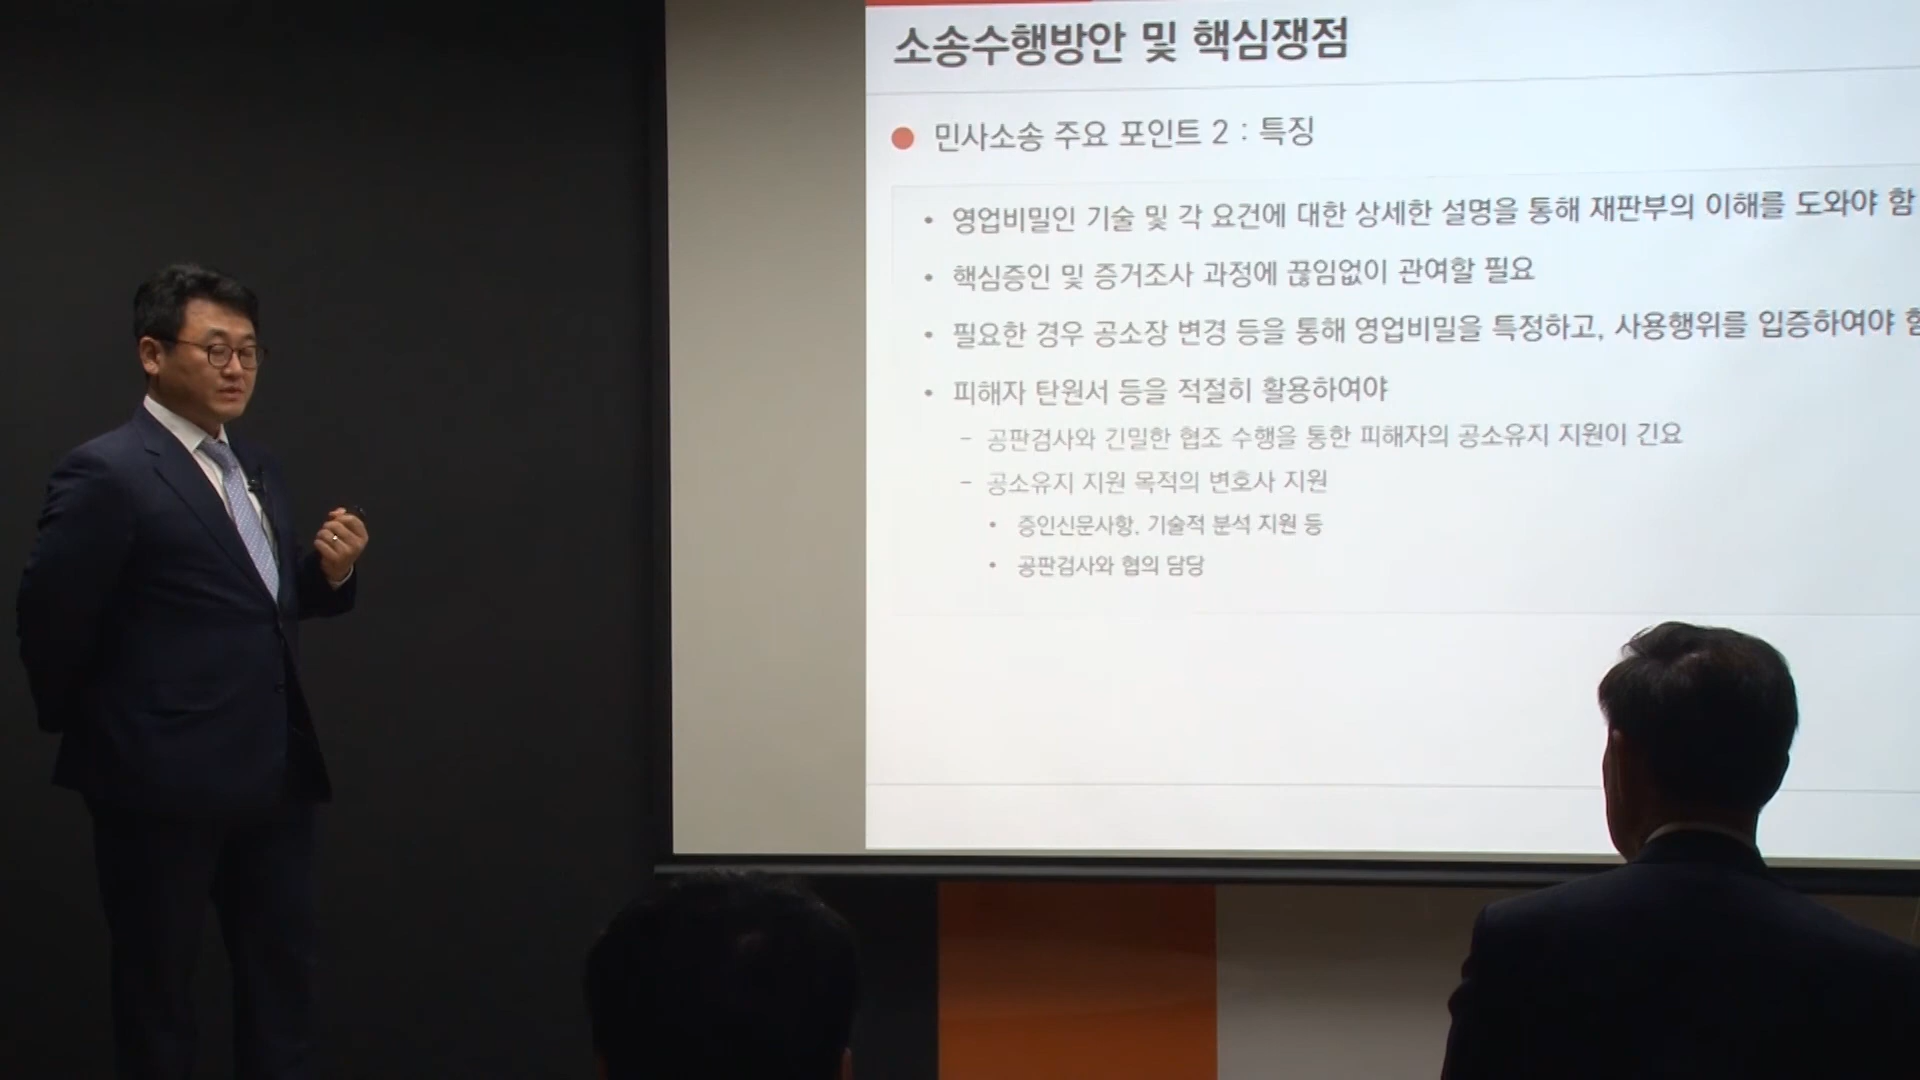 소송수행방안 및 핵심쟁점
● 민사소송 주요 포인트 2 : 특징
• 영업비밀인 기술 및 각 요건에 대한 상세한 설명을 통해 재판부의 이해를 도와야 함
• 핵심증인 및 증거조사 과정에 끊임없이 관여할 필요
• 필요한 경우 공소장 변경 등을 통해 영업비밀을 특정하고, 사용행위를 입증하여야
• 피해자 탄원서 등을 적절히 활용하여야
- 공판검사와 긴밀한 협조 수행을 통한 피해자의 공소유지 지원이 긴요
- 공소유지 지원 목적의 변호사 지원
• 증인신문사항, 기술적 분석 지원 등
• 공판검사와 협의 담당